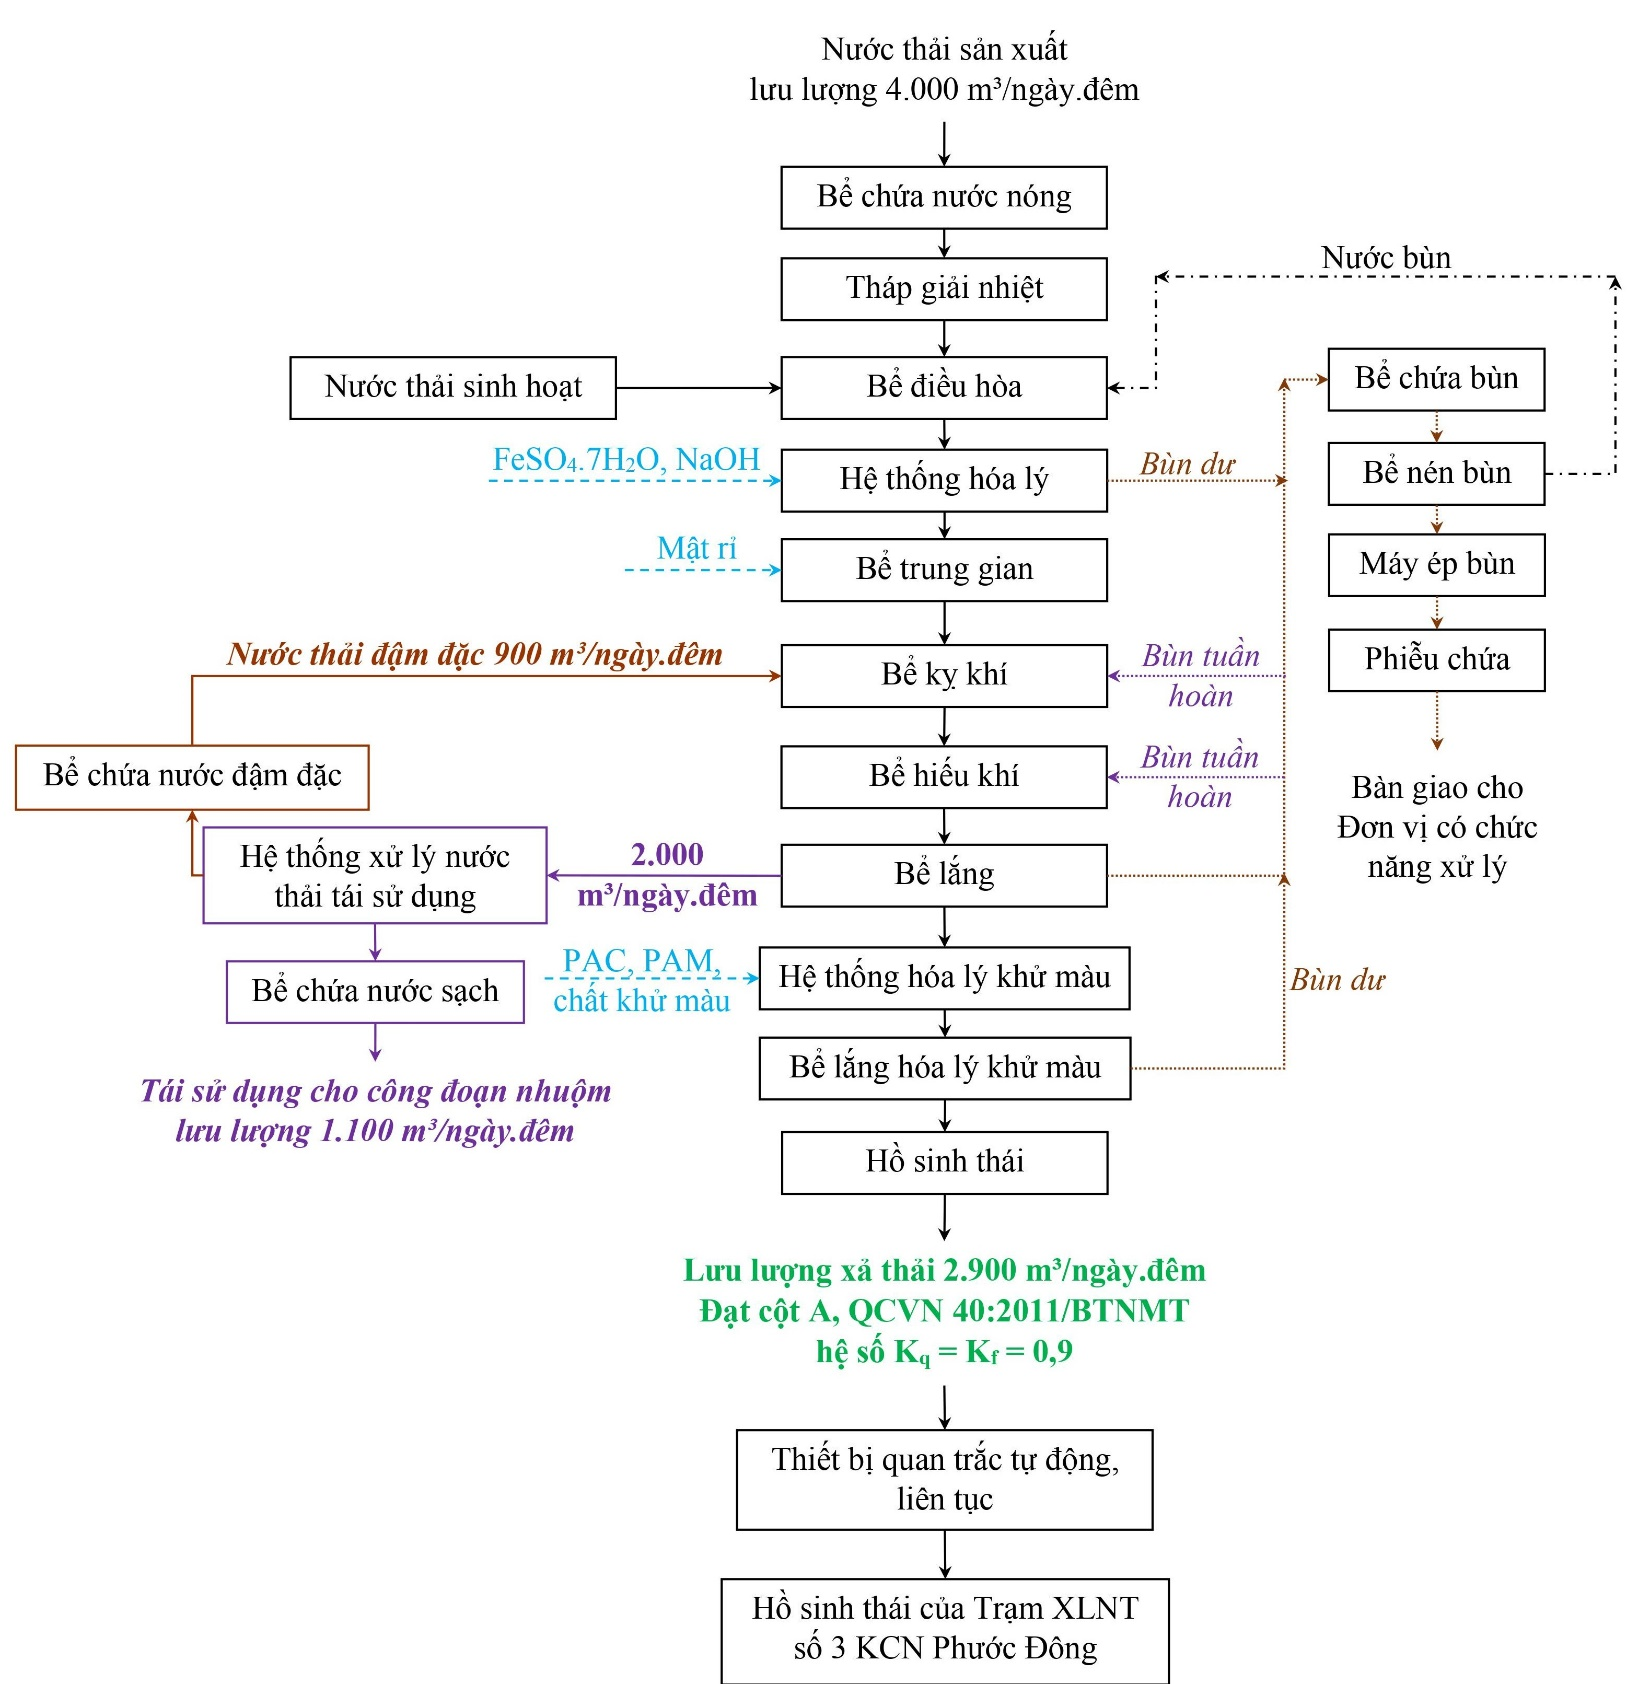 Nước thải sản xuất
lưu lượng 4.000 m³/ngày.đêm
Bể chứa nước nóng
Tháp giải nhiệt
Nước bùn
Nước thải sinh hoạt
Bể điều hòa
Bể chứa bùn
FeSO₄.7H₂O, NaOH
Hệ thống hóa lý
Bùn dư
Bể nén bùn
Mật rỉ
Bể trung gian
Máy ép bùn
Nước thải đậm đặc 900 m³/ngày.đêm
Bể kỵ khí
Bùn tuần
hoàn
Phiễu chứa
Bể chứa nước đậm đặc
Bể hiếu khí
Bùn tuần
hoàn
Bàn giao cho
Đơn vị có chức
năng xử lý
Hệ thống xử lý nước
thải tái sử dụng
2.000
m³/ngày.đêm
Bể lắng
Bể chứa nước sạch
PAC, PAM,
chất khử màu
Hệ thống hóa lý khử màu
Bùn dư
Bể lắng hóa lý khử màu
Tái sử dụng cho công đoạn nhuộm
lưu lượng 1.100 m³/ngày.đêm
Hồ sinh thái
Lưu lượng xả thải 2.900 m³/ngày.đêm
Đạt cột A, QCVN 40:2011/BTNMT
hệ số Kq = Kf = 0,9
Thiết bị quan trắc tự động,
liên tục
Hồ sinh thái của Trạm XLNT
số 3 KCN Phước Đông